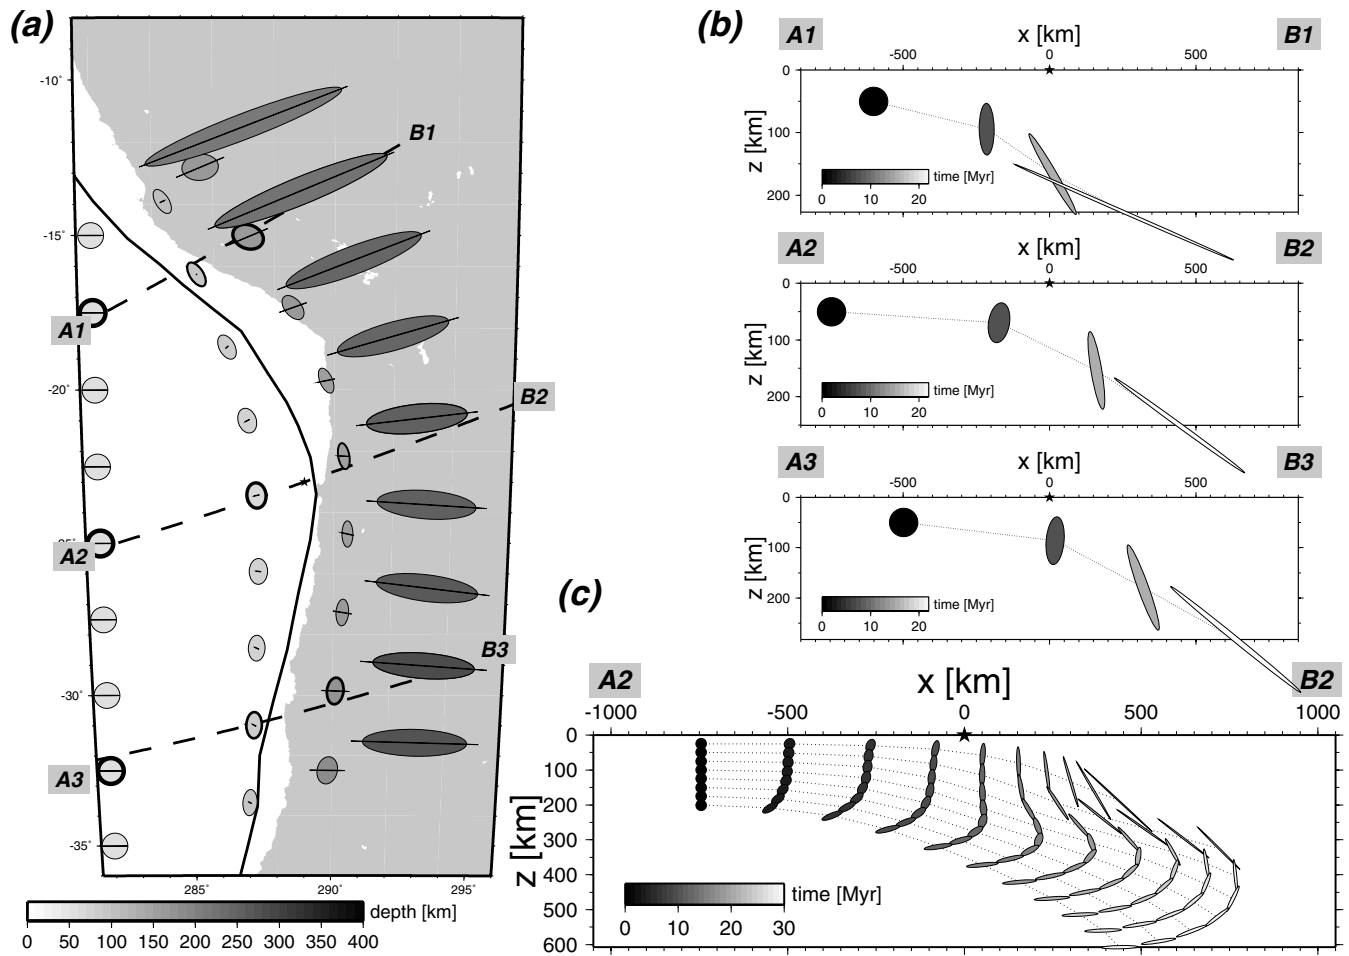 (a)
-10°
-15°
-20°
-25°
-30°
-35°
285°
290°
295°
A1
B1
A2
B2
A3
B3
depth [km]
0 50 100 150 200 250 300 350 400
(b)
A1 x [km] B1
-500 0 500
z [km]
0
100
200
time [Myr]
0 10 20
A2 x [km] B2
-500 0 500
z [km]
0
100
200
time [Myr]
0 10 20
A3 x [km] B3
-500 0 500
z [km]
0
100
200
time [Myr]
0 10 20
(c)
A2 x [km] B2
-1000 -500 0 500 1000
z [km]
0
100
200
300
400
500
600
time [Myr]
0 10 20 30